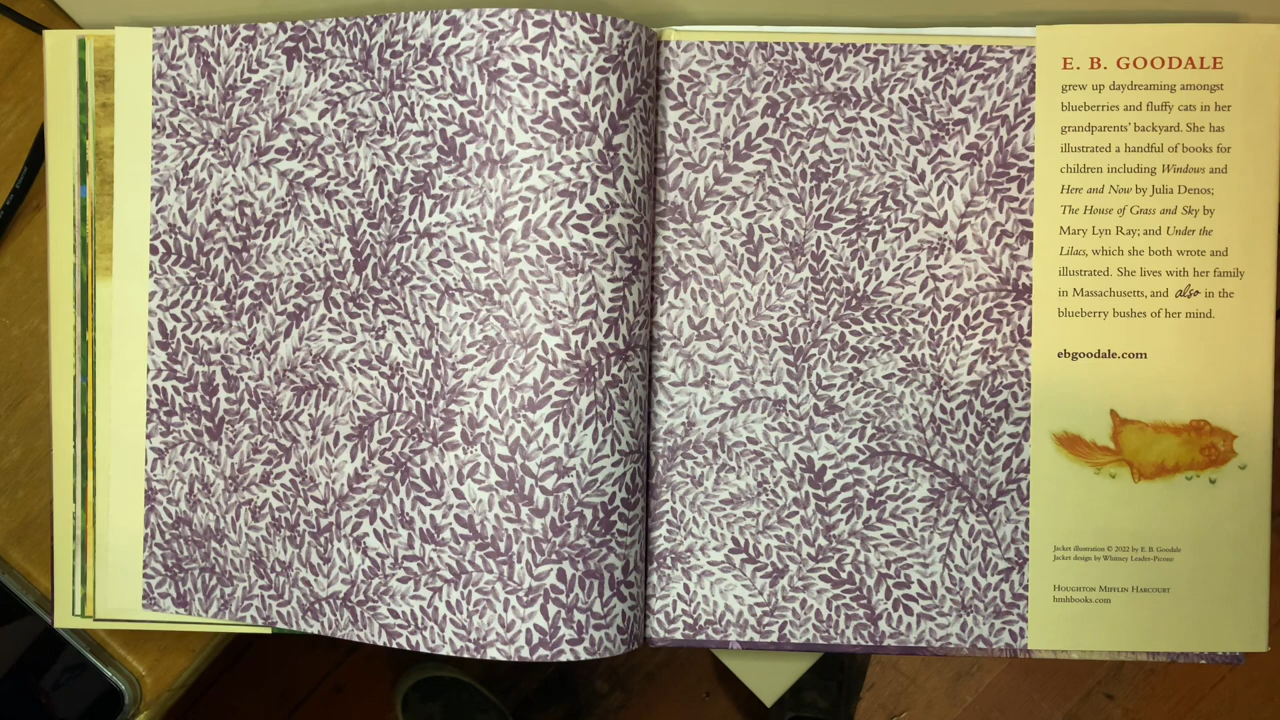 E. B. GOODALE
grew up daydreaming amongst
blueberries and fluffy cats in her
grandparents' backyard. She has
illustrated a handful of books for
children including Windows and
Here and Now by Julia Denos;
The House of Grass and Sky by
Mary Lyn Ray; and Under the
Lilacs, which she both wrote and
illustrated. She lives with her family
in Massachusetts, and also in the
blueberry bushes of her mind.
ebgoodale.com
Jacket illustration © 2022 by E. B. Goodale
Jacket design by Whitney Leader-Picone
Houghton Mifflin Harcourt
hmhbooks.com